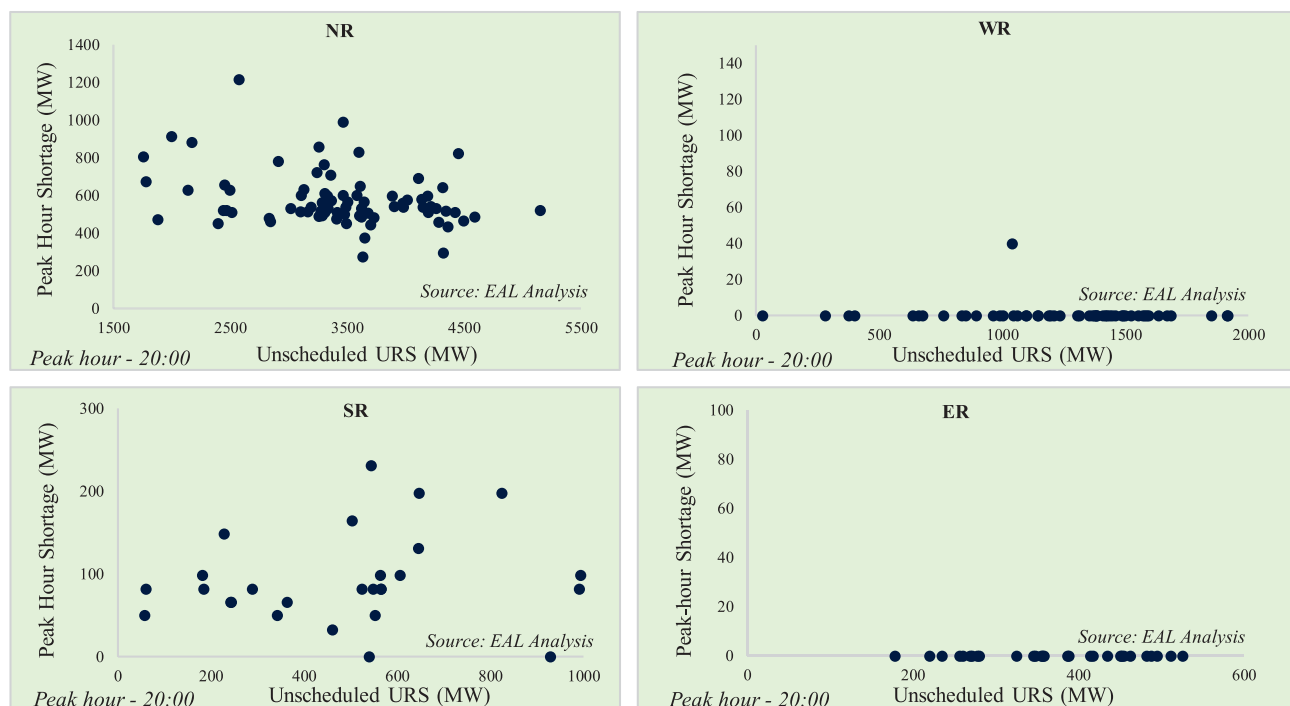 NR
Peak Hour Shortage (MW)
1400
1200
1000
800
600
400
200
0
1500
2500
3500
4500
5500
Source: EAL Analysis
Unscheduled URS (MW)
Peak hour - 20:00
WR
Peak Hour Shortage (MW)
140
120
100
80
60
40
20
0
0
500
1000
1500
2000
Source: EAL Analysis
Unscheduled URS (MW)
Peak hour - 20:00
SR
Peak Hour Shortage (MW)
300
200
100
0
0
200
400
600
800
1000
Source: EAL Analysis
Unscheduled URS (MW)
Peak hour - 20:00
ER
Peak-hour Shortage (MW)
100
80
60
40
20
0
0
200
400
600
Source: EAL Analysis
Unscheduled URS (MW)
Peak hour - 20:00